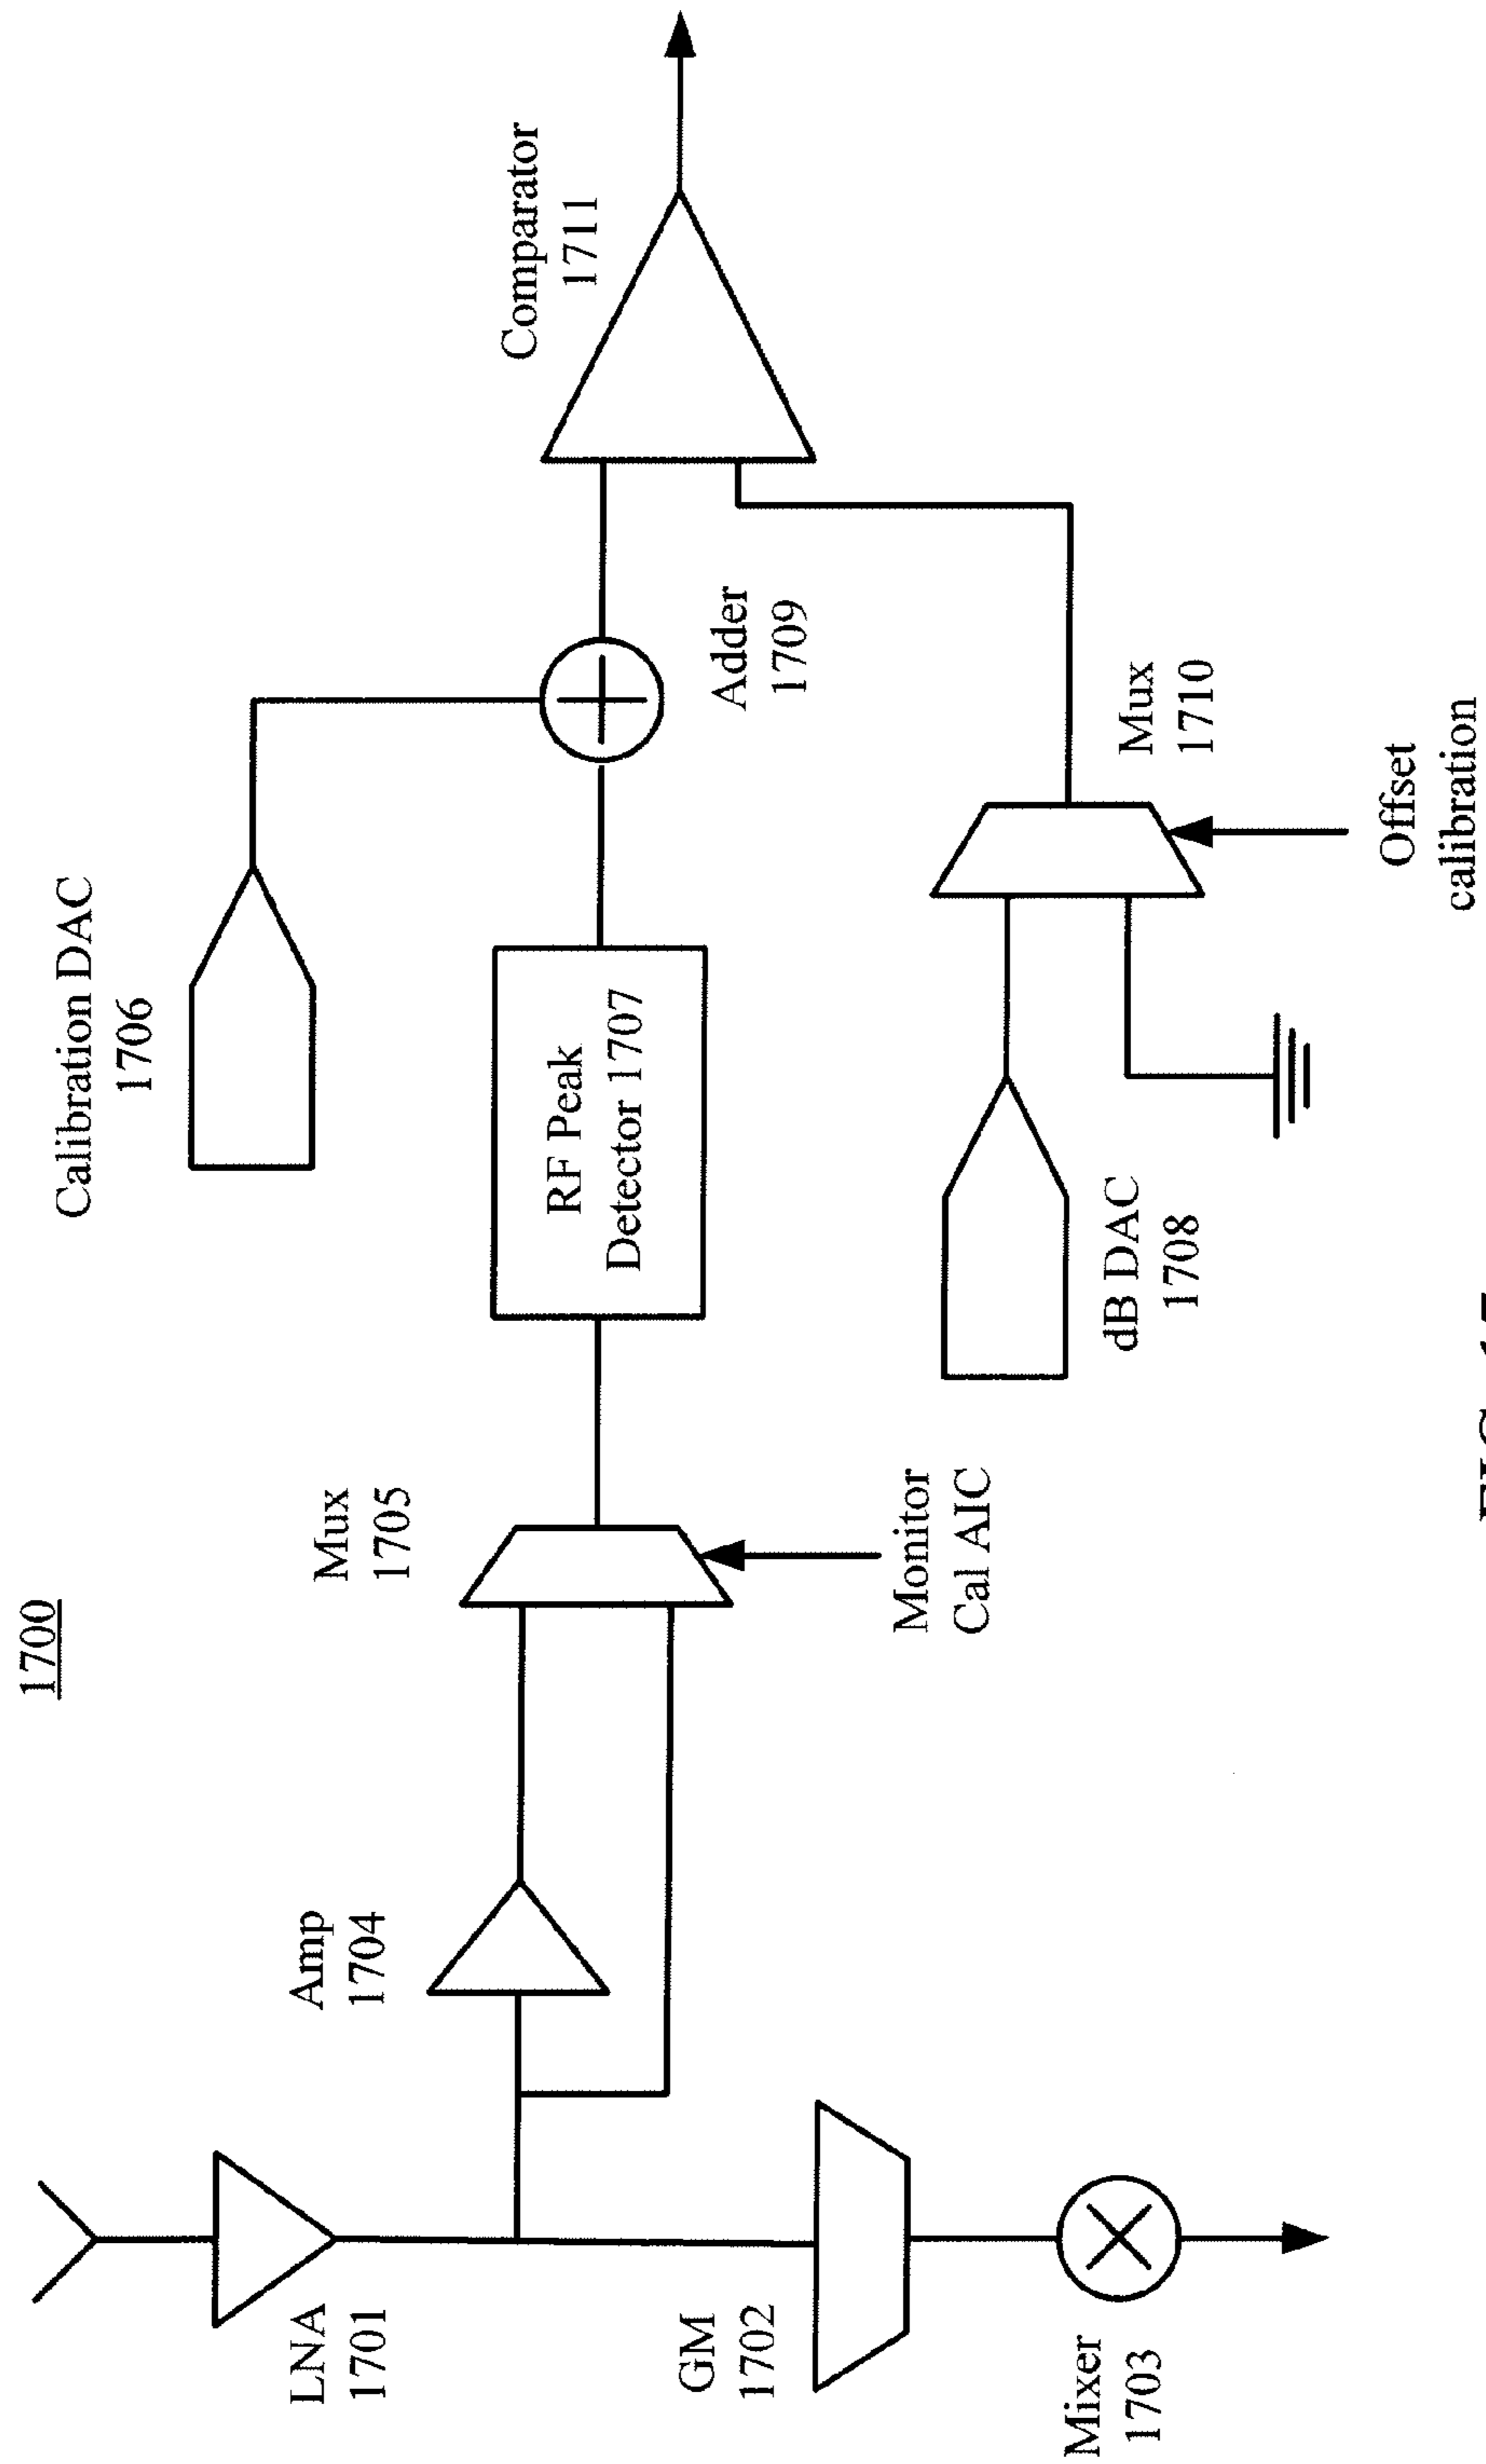 1700
Calibration DAC
1706
LNA
1701
Amp
1704
Mux
1705
Comparator
1711
RF Peak
Detector 1707
GM
1702
Adder
1709
Monitor
Cal AIC
Mixer
1703
dB DAC
1708
Mux
1710
Offset
calibration
FIG.